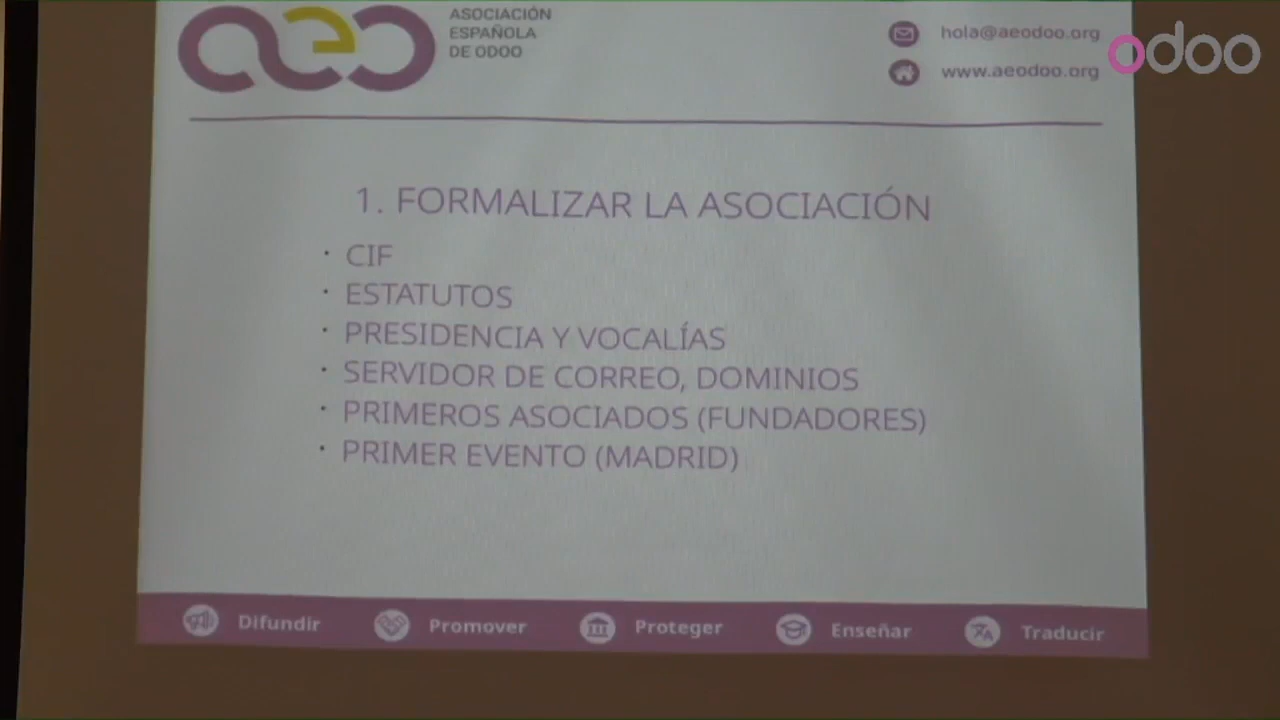 aeo
ASOCIACIÓN
ESPAÑOLA
DE ODOO
hola@aeodoo.org
www.aeodoo.org
odoo
1. FORMALIZAR LA ASOCIACIÓN
· CIF
· ESTATUTOS
· PRESIDENCIA Y VOCALÍAS
· SERVIDOR DE CORREO, DOMINIOS
· PRIMEROS ASOCIADOS (FUNDADORES)
· PRIMER EVENTO (MADRID)
Difundir
Promover
Proteger
Enseñar
Traducir